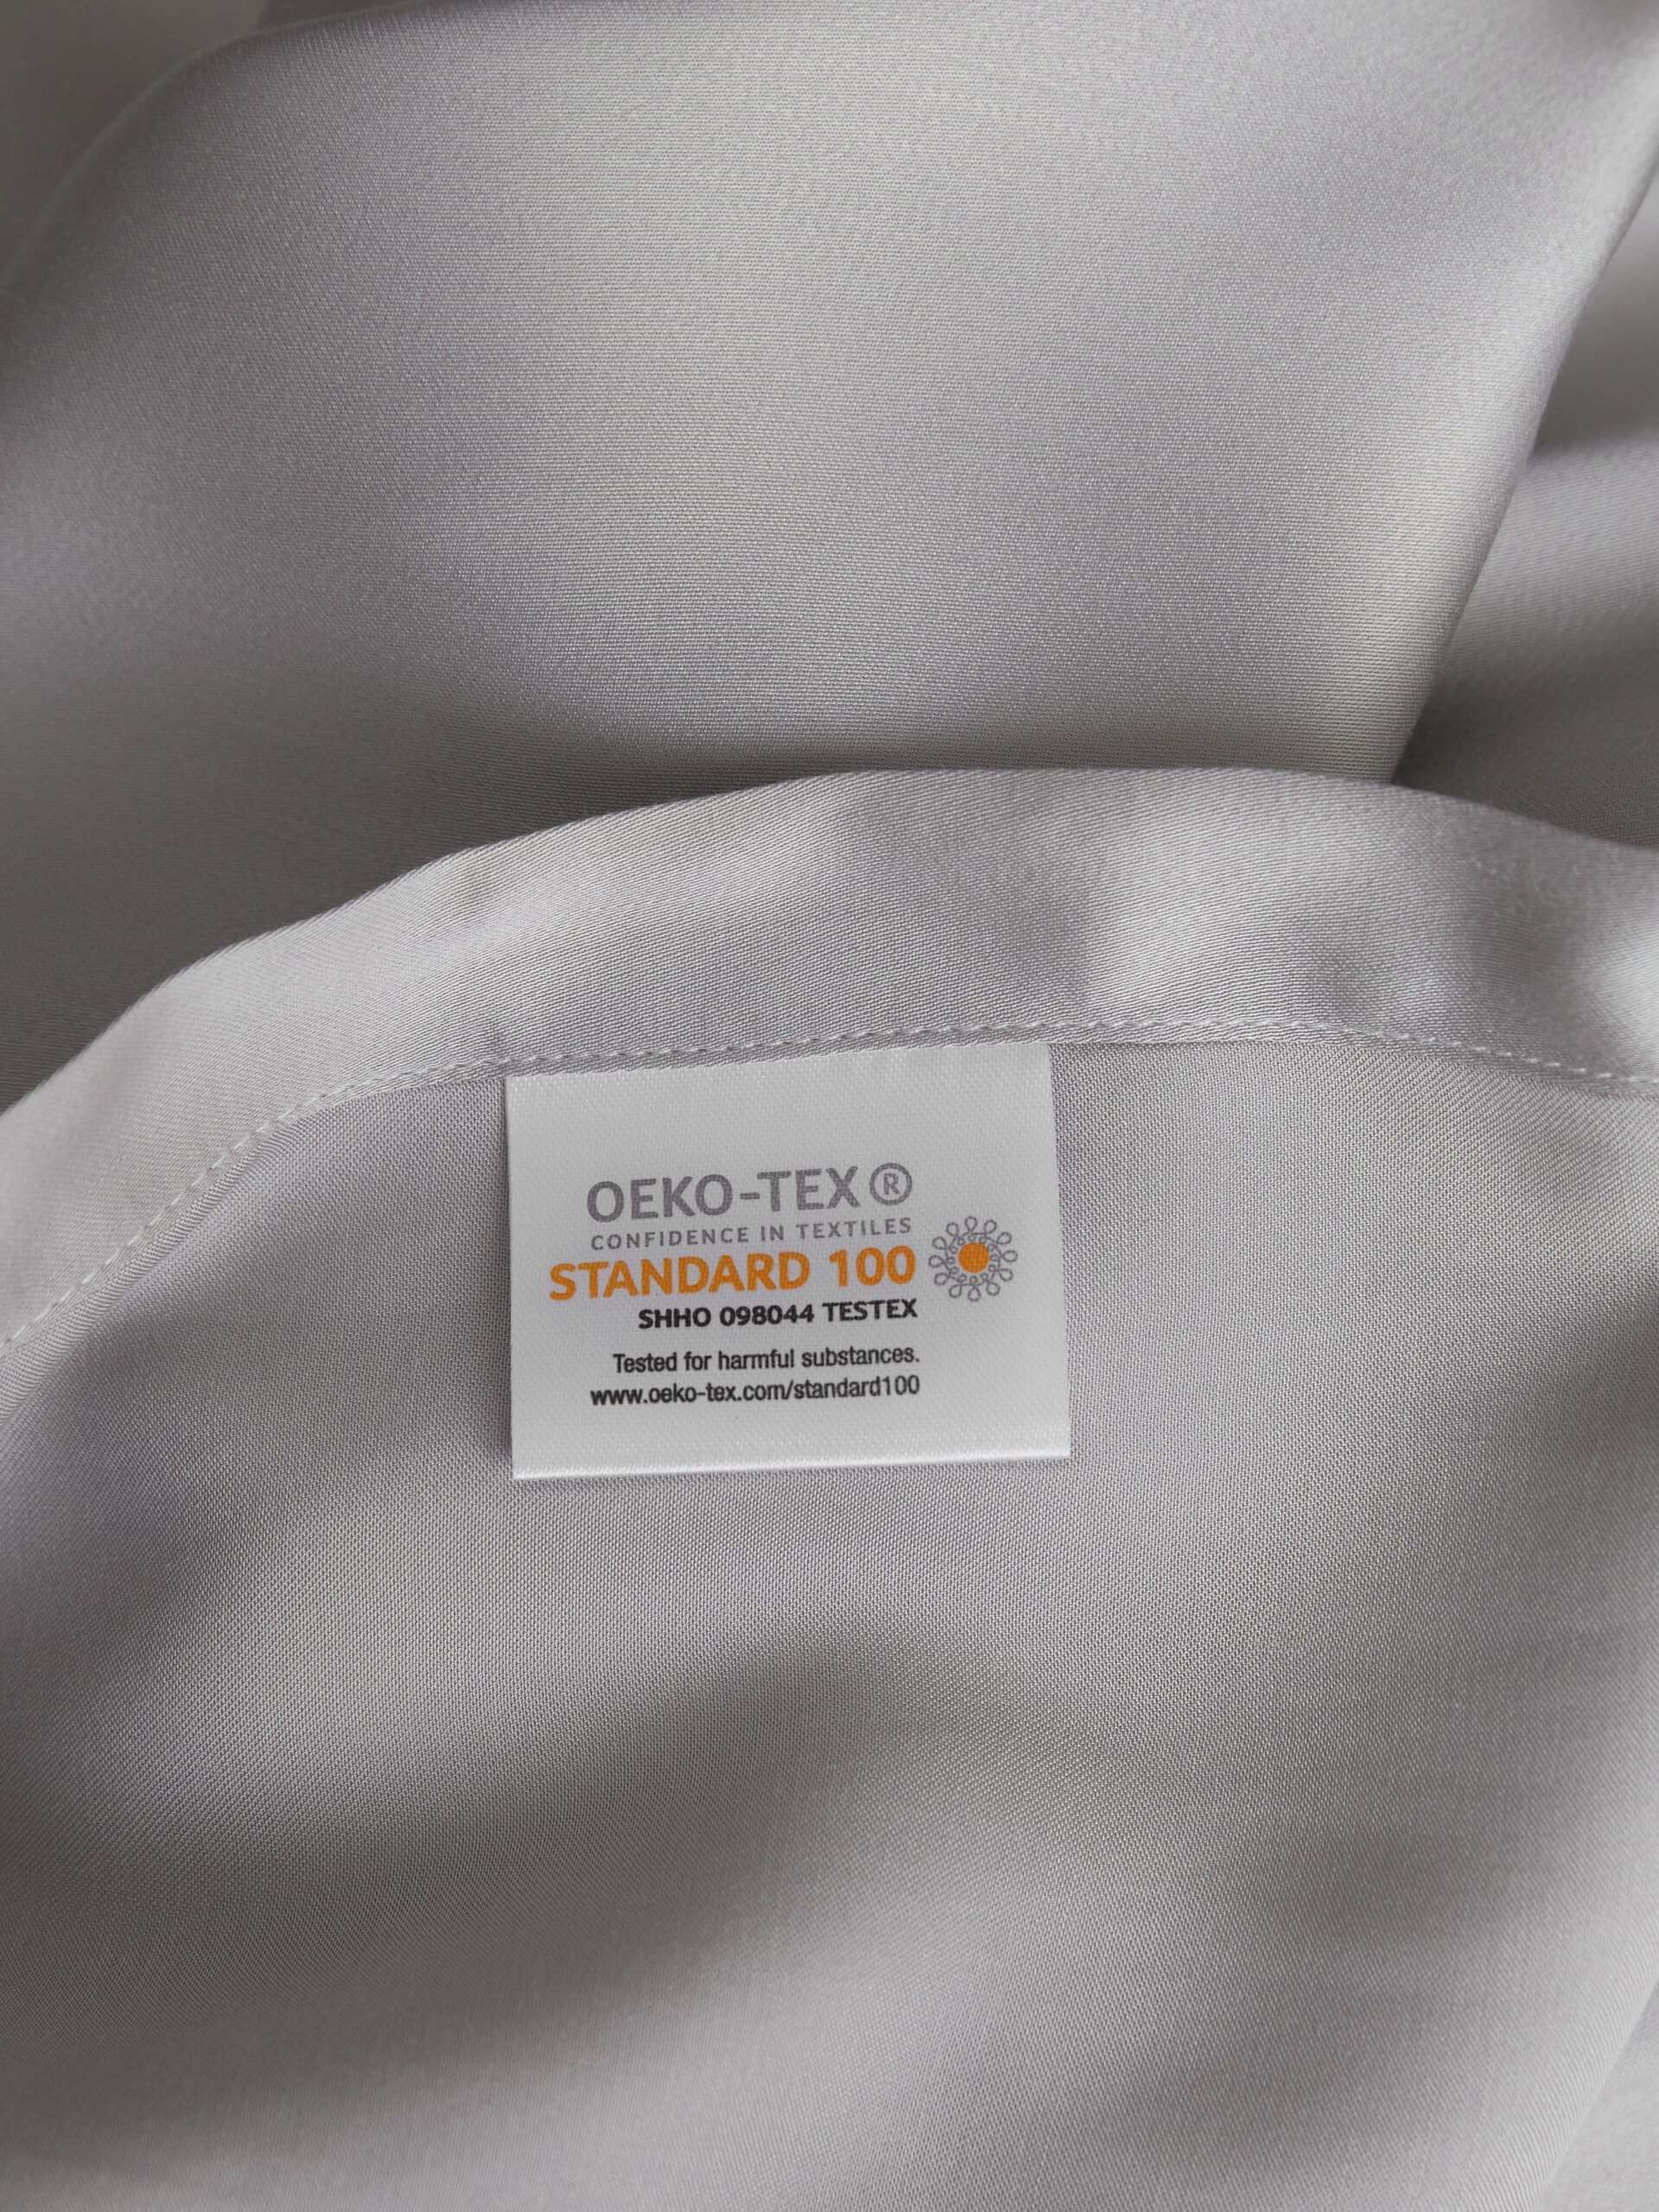 OEKO-TEX®
CONFIDENCE IN TEXTILES
STANDARD 100
SHHO 098044 TESTEX
Tested for harmful substances.
www.oeko-tex.com/standard100